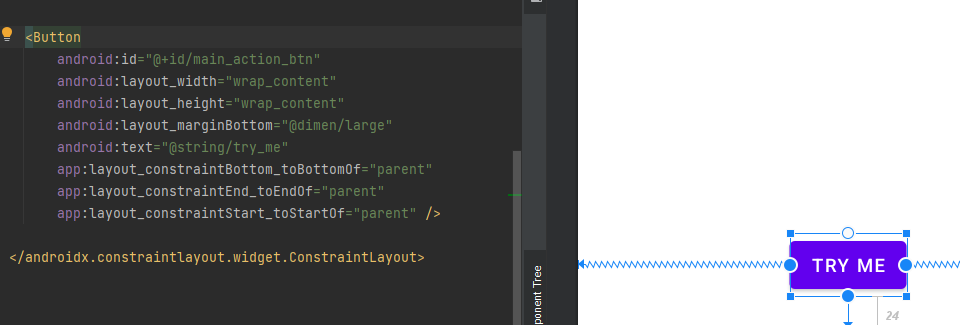 <Button
android:id="@+id/main_action_btn"
android:layout_width="wrap_content"
android:layout_height="wrap_content"
android:layout_marginBottom="@dimen/large"
android:text="@string/try_me"
app:layout_constraintBottom_toBottomOf="parent"
app:layout_constraintEnd_toEndOf="parent"
app:layout_constraintStart_toStartOf="parent" />
</androidx.constraintlayout.widget.ConstraintLayout>
ponent Tree
TRY ME
24